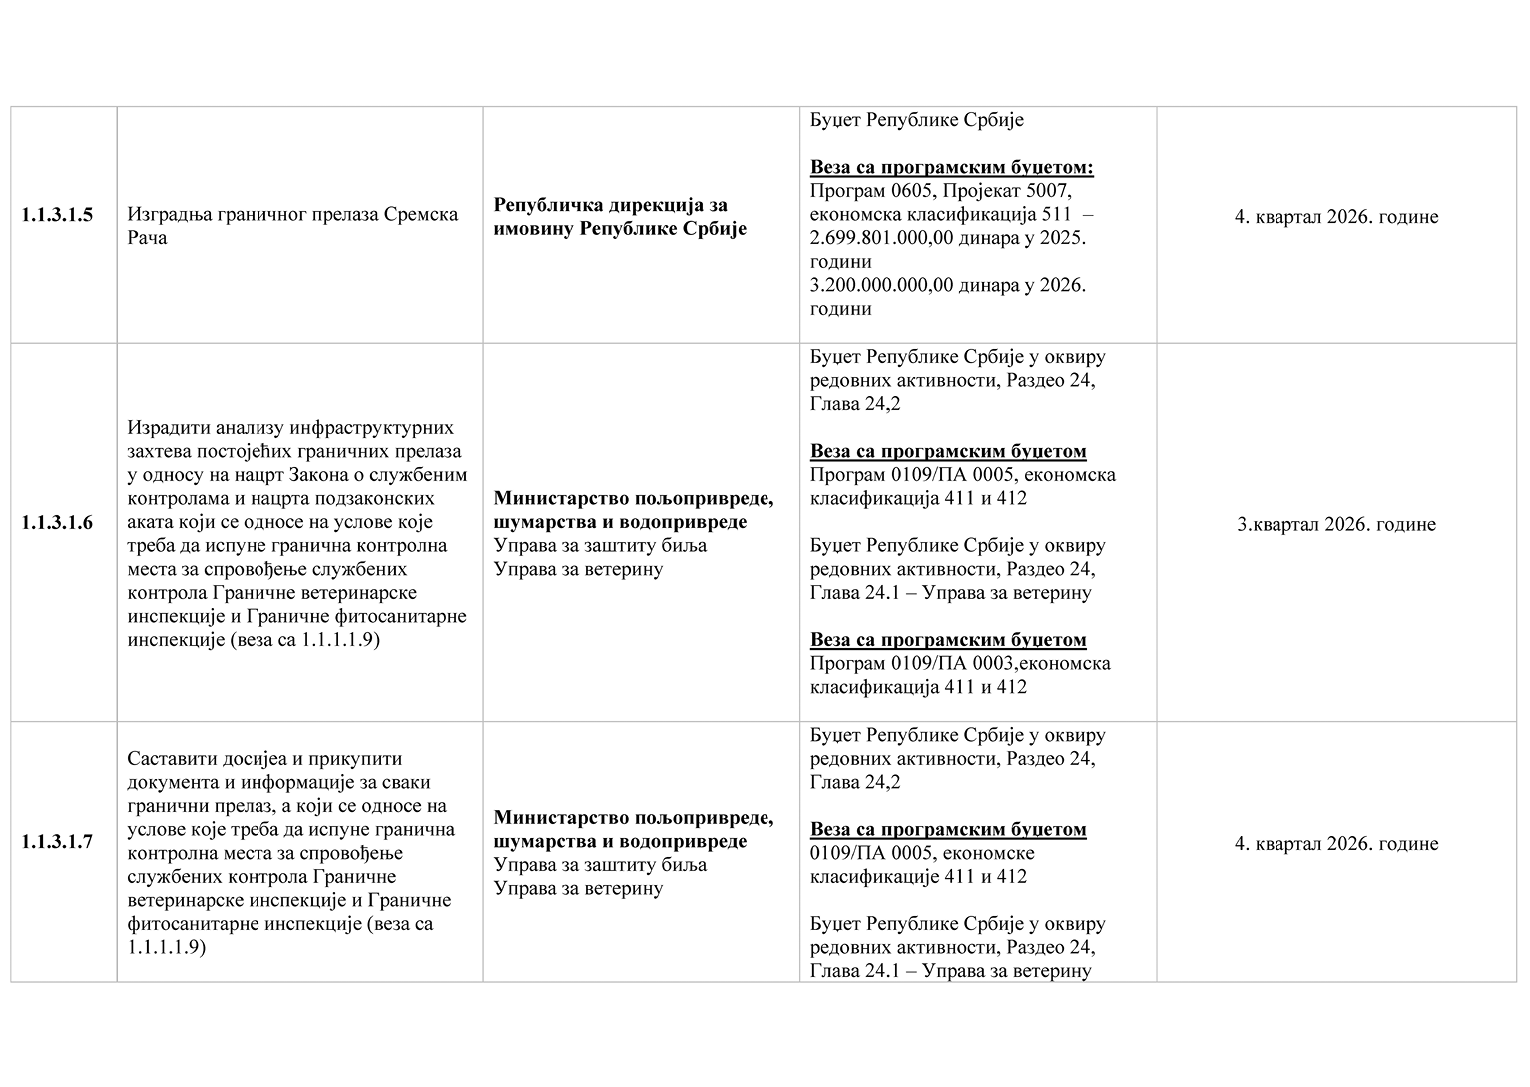 1.1.3.1.5
Изградња граничног прелаза Сремска
Рача
Републичка дирекција за
имовину Републике Србије
Буџет Републике Србије
Веза са програмским буџетом:
Програм 0605, Пројекат 5007,
економска класификација 511 –
2.699.801.000,00 динара у 2025.
години
3.200.000.000,00 динара у 2026.
години
4. квартал 2026. године
1.1.3.1.6
Израдити анализу инфраструктурних
захтева постојећих граничних прелаза
у односу на нацрт Закона о службеним
контролама и нацрта подзаконских
аката који се односе на услове које
треба да испуне гранична контролна
места за спровођење службених
контрола Граничне ветеринарске
инспекције и Граничне фитосанитарне
инспекције (веза са 1.1.1.1.9)
Министарство пољопривреде,
шумарства и водопривреде
Управа за заштиту биља
Управа за ветерину
Буџет Републике Србије у оквиру
редовних активности, Раздео 24,
Глава 24,2
Веза са програмским буџетом
Програм 0109/ПА 0005, економска
класификација 411 и 412
Буџет Републике Србије у оквиру
редовних активности, Раздео 24,
Глава 24.1 – Управа за ветерину
Веза са програмским буџетом
Програм 0109/ПА 0003,економска
класификација 411 и 412
3.квартал 2026. године
1.1.3.1.7
Саставити досијеа и прикупити
документа и информације за сваки
гранични прелаз, а који се односе на
услове које треба да испуне гранична
контролна места за спровођење
службених контрола Граничне
ветеринарске инспекције и Граничне
фитосанитарне инспекције (веза са
1.1.1.1.9)
Министарство пољопривреде,
шумарства и водопривреде
Управа за заштиту биља
Управа за ветерину
Буџет Републике Србије у оквиру
редовних активности, Раздео 24,
Глава 24,2
Веза са програмским буџетом
0109/ПА 0005, економске
класификације 411 и 412
Буџет Републике Србије у оквиру
редовних активности, Раздео 24,
Глава 24.1 – Управа за ветерину
4. квартал 2026. године